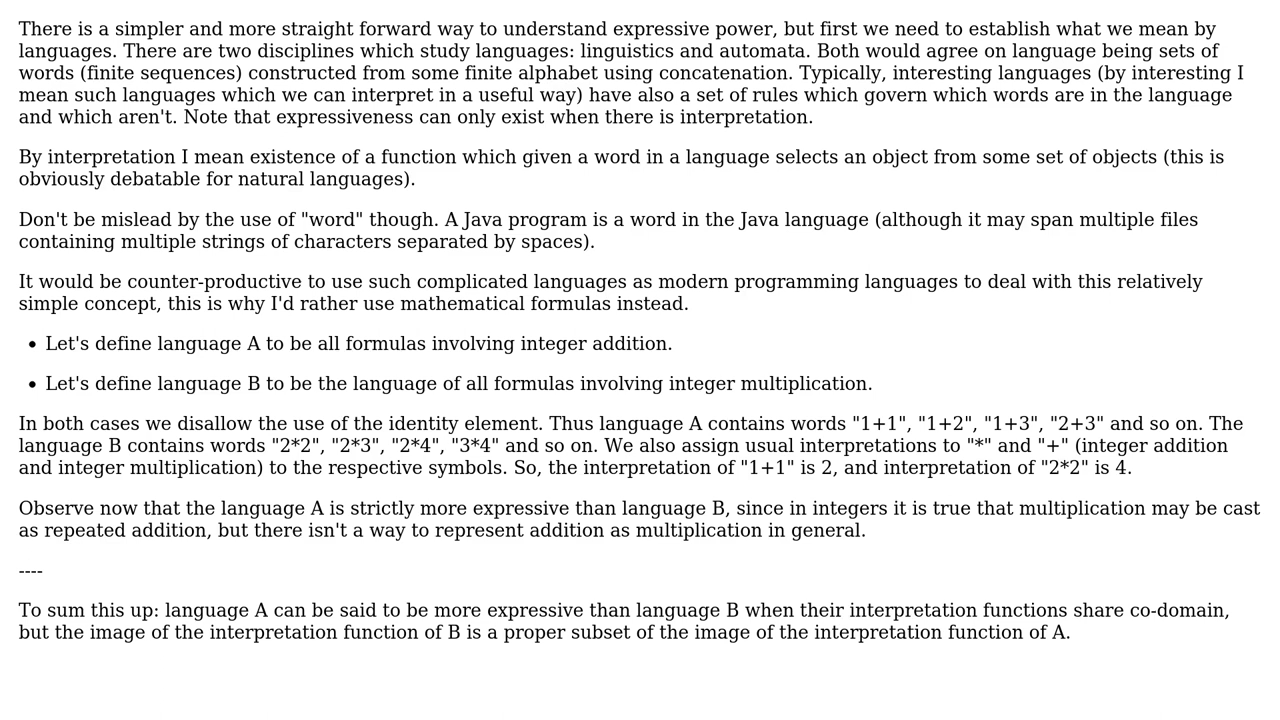 There is a simpler and more straight forward way to understand expressive power, but first we need to establish what we mean by
languages. There are two disciplines which study languages: linguistics and automata. Both would agree on language being sets of
words (finite sequences) constructed from some finite alphabet using concatenation. Typically, interesting languages (by interesting I
mean such languages which we can interpret in a useful way) have also a set of rules which govern which words are in the language
and which aren't. Note that expressiveness can only exist when there is interpretation.
By interpretation I mean existence of a function which given a word in a language selects an object from some set of objects (this is
obviously debatable for natural languages).
Don't be mislead by the use of "word" though. A Java program is a word in the Java language (although it may span multiple files
containing multiple strings of characters separated by spaces).
It would be counter-productive to use such complicated languages as modern programming languages to deal with this relatively
simple concept, this is why I'd rather use mathematical formulas instead.
• Let's define language A to be all formulas involving integer addition.
• Let's define language B to be the language of all formulas involving integer multiplication.
In both cases we disallow the use of the identity element. Thus language A contains words "1+1", "1+2", "1+3", "2+3" and so on. The
language B contains words "2*2", "2*3", "2*4", "3*4" and so on. We also assign usual interpretations to "*" and "+" (integer addition
and integer multiplication) to the respective symbols. So, the interpretation of "1+1" is 2, and interpretation of "2*2" is 4.
Observe now that the language A is strictly more expressive than language B, since in integers it is true that multiplication may be cast
as repeated addition, but there isn't a way to represent addition as multiplication in general.
----
To sum this up: language A can be said to be more expressive than language B when their interpretation functions share co-domain,
but the image of the interpretation function of B is a proper subset of the image of the interpretation function of A.